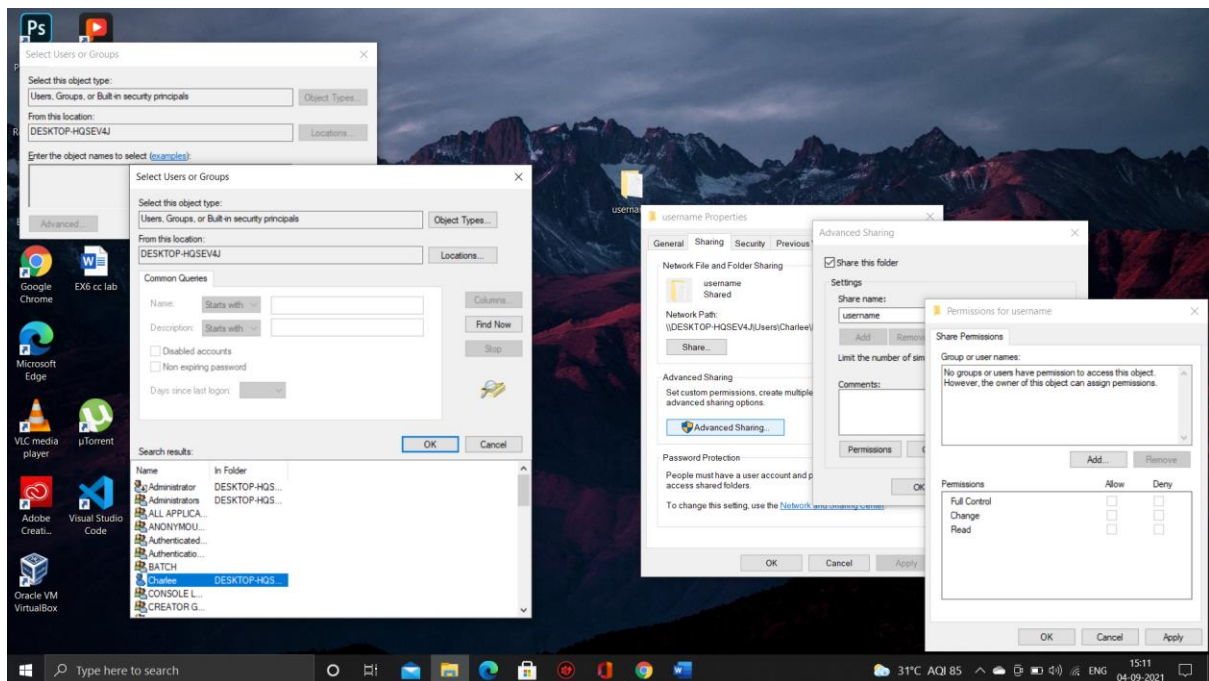 Ps
Select Users or Groups
Select this object type:
Users, Groups, or Built-in security principals
Object Types...
From this location:
DESKTOP-HQSEV4J
Locations...
Enter the object names to select (examples):
Advanced...
Select Users or Groups
Select this object type:
Users, Groups, or Built-in security principals
Object Types...
From this location:
DESKTOP-HQSEV4J
Locations...
Common Queries
Name: Starts with
Columns...
Description: Starts with
Find Now
Disabled accounts
Stop
Non expiring password
Days since last logon:
OK
Cancel
Search results:
Name In Folder
Administrator DESKTOP-HQS...
Administrators DESKTOP-HQS...
ALL APPLICA...
ANONYMOU...
Authenticated...
Authenticatio...
BATCH
Charlee DESKTOP-HQS...
CONSOLE L...
CREATOR G...
Google
Chrome
EX6 cc lab
Microsoft
Edge
VLC media
player
µTorrent
Adobe
Creati...
Visual Studio
Code
Oracle VM
VirtualBox
userna
username Properties
General Sharing Security Previous
Network File and Folder Sharing
username
Shared
Network Path:
\\DESKTOP-HQSEV4J\Users\Charlee\
Share...
Advanced Sharing
Set custom permissions, create multiple
advanced sharing options.
Advanced Sharing...
Password Protection
People must have a user account and p
access shared folders.
To change this setting, use the Network and Sharing Center.
OK
Cancel
Apply
Advanced Sharing
Share this folder
Settings
Share name:
username
Add
Remov
Limit the number of sim
Comments:
Permissions
OK
Permissions for username
Share Permissions
Group or user names:
No groups or users have permission to access this object.
However, the owner of this object can assign permissions.
Add...
Remove
Permissions Allow Deny
Full Control
Change
Read
OK
Cancel
Apply
Type here to search
31°C AQI 85
ENG
15:11
04-09-2021